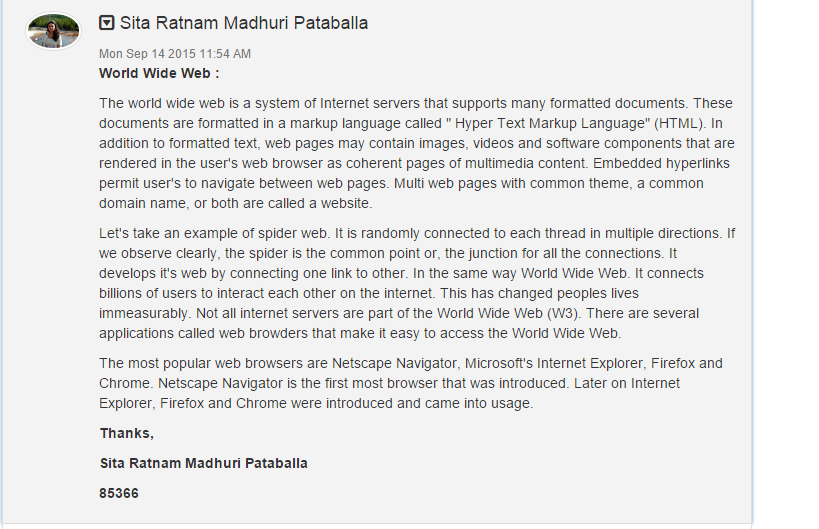 Sita Ratnam Madhuri Pataballa
Mon Sep 14 2015 11:54 AM
World Wide Web :
The world wide web is a system of Internet servers that supports many formatted documents. These
documents are formatted in a markup language called " Hyper Text Markup Language" (HTML). In
addition to formatted text, web pages may contain images, videos and software components that are
rendered in the user's web browser as coherent pages of multimedia content. Embedded hyperlinks
permit user's to navigate between web pages. Multi web pages with common theme, a common
domain name, or both are called a website.
Let's take an example of spider web. It is randomly connected to each thread in multiple directions. If
we observe clearly, the spider is the common point or, the junction for all the connections. It
develops it's web by connecting one link to other. In the same way World Wide Web. It connects
billions of users to interact each other on the internet. This has changed peoples lives
immeasurably. Not all internet servers are part of the World Wide Web (W3). There are several
applications called web browders that make it easy to access the World Wide Web.
The most popular web browsers are Netscape Navigator, Microsoft's Internet Explorer, Firefox and
Chrome. Netscape Navigator is the first most browser that was introduced. Later on Internet
Explorer, Firefox and Chrome were introduced and came into usage.
Thanks,
Sita Ratnam Madhuri Pataballa
85366